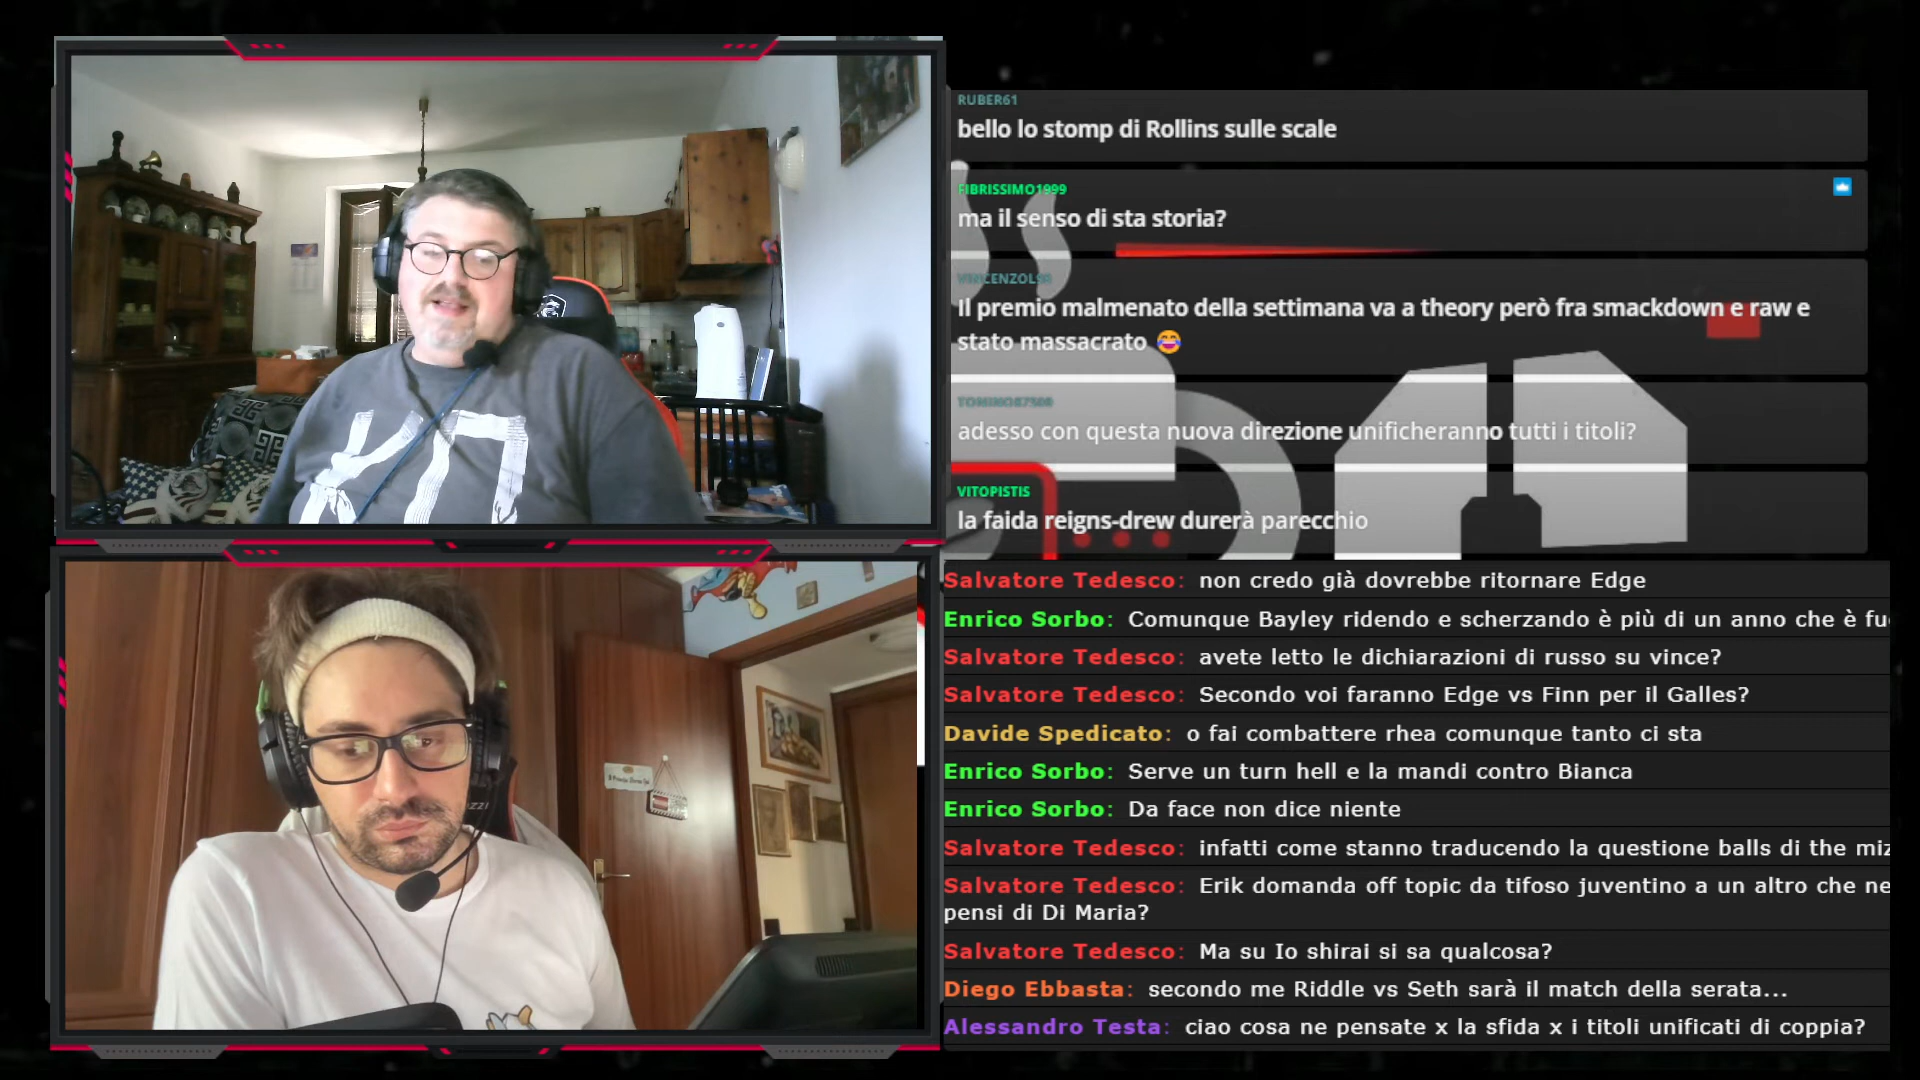 RUBER61
bello lo stomp di Rollins sulle scale
FIBRISSIMO1999
ma il senso di sta storia?
Il premio malmenato della settimana va a theory però fra smackdown e raw e
stato massacrato 😂
adesso con questa nuova direzione unificheranno tutti i titoli?
VITOPISTIS
la faida reigns-drew durerà parecchio
Salvatore Tedesco: non credo già dovrebbe ritornare Edge
Enrico Sorbo: Comunque Bayley ridendo e scherzando è più di un anno che è fu
Salvatore Tedesco: avete letto le dichiarazioni di russo su vince?
Salvatore Tedesco: Secondo voi faranno Edge vs Finn per il Galles?
Davide Spedicato: o fai combattere rhea comunque tanto ci sta
Enrico Sorbo: Serve un turn hell e la mandi contro Bianca
Enrico Sorbo: Da face non dice niente
Salvatore Tedesco: infatti come stanno traducendo la questione balls di the miz
Salvatore Tedesco: Erik domanda off topic da tifoso juventino a un altro che ne
pensi di Di Maria?
Salvatore Tedesco: Ma su Io shirai si sa qualcosa?
Diego Ebbasta: secondo me Riddle vs Seth sarà il match della serata...
Alessandro Testa: ciao cosa ne pensate x la sfida x i titoli unificati di coppia?